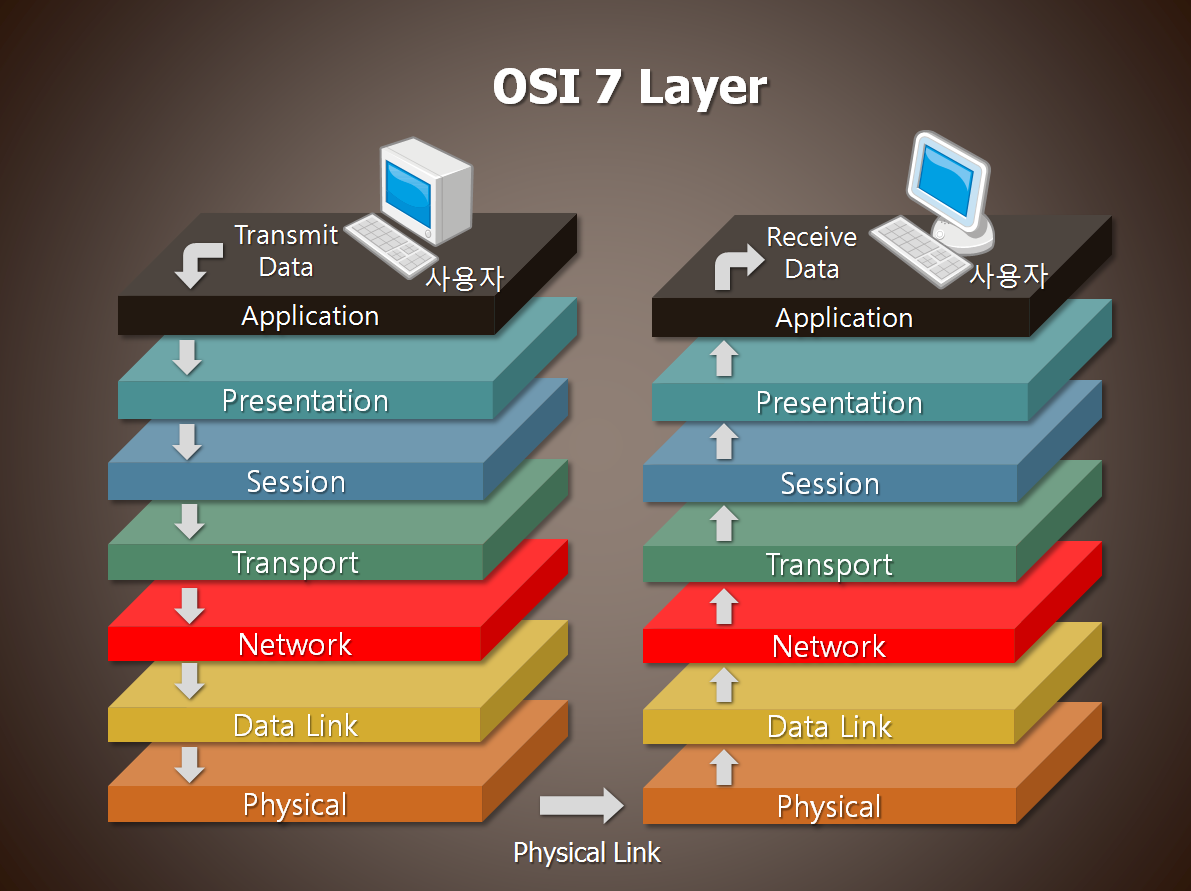 OSI 7 Layer
Transmit
Data
사용자
Application
Presentation
Session
Transport
Network
Data Link
Physical
Receive
Data
사용자
Application
Presentation
Session
Transport
Network
Data Link
Physical
Physical Link